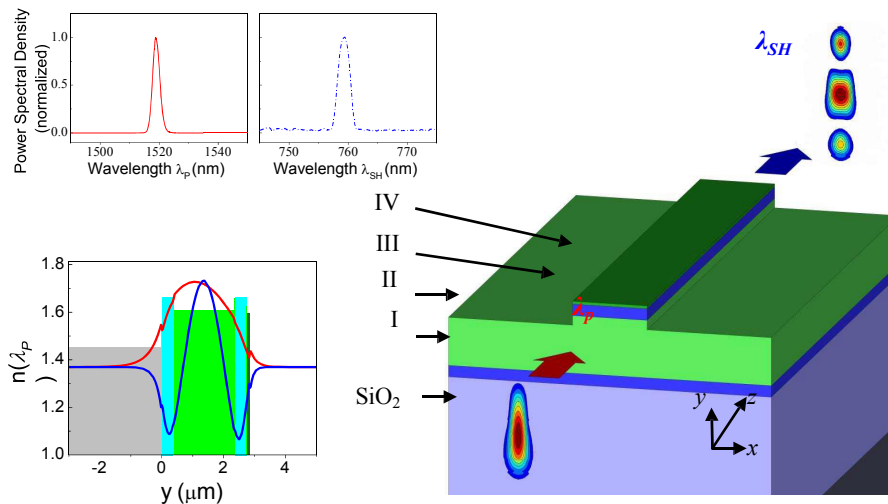 Power Spectral Density
(normalized)
1.0
0.5
0.0
1500
1520
1540
Wavelength λP (nm)
750
760
770
Wavelength λSH (nm)
λSH
IV
III
II
I
SiO2
λp
y
z
x
n(λP
)
1.8
1.6
1.4
1.2
1.0
-2
0
2
4
y (μm)